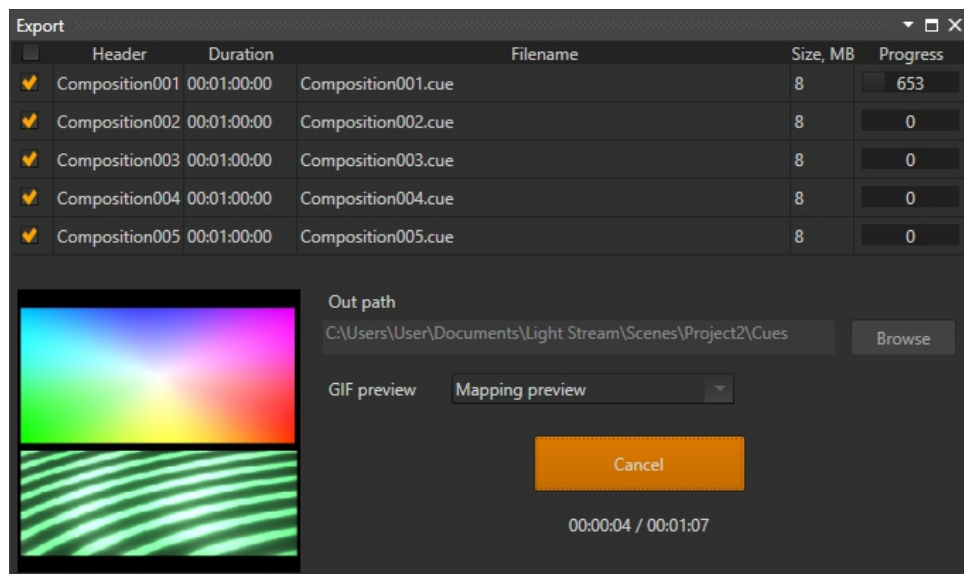 Export
Header Duration Filename Size, MB Progress
Composition001 00:01:00:00 Composition001.cue 8 653
Composition002 00:01:00:00 Composition002.cue 8 0
Composition003 00:01:00:00 Composition003.cue 8 0
Composition004 00:01:00:00 Composition004.cue 8 0
Composition005 00:01:00:00 Composition005.cue 8 0
Out path
C:\Users\User\Documents\Light Stream\Scenes\Project2\Cues Browse
GIF preview Mapping preview
Cancel
00:00:04 / 00:01:07